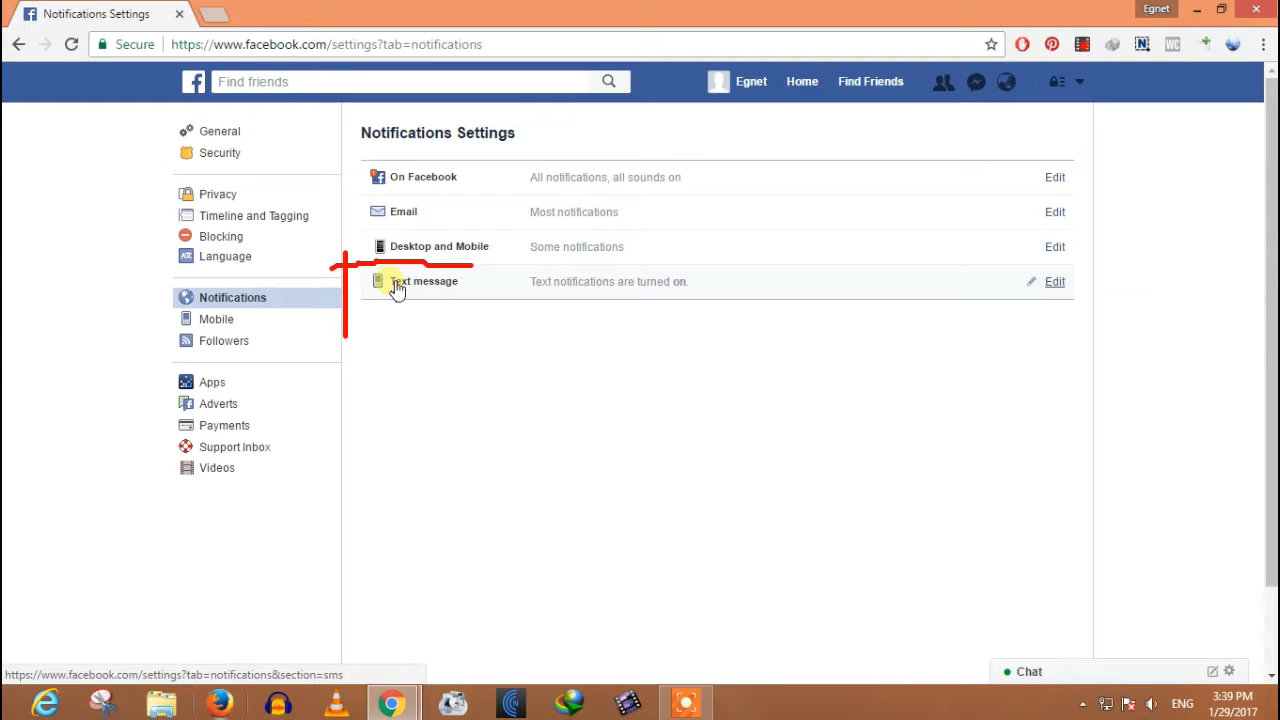 Notifications Settings
Egnet
Secure https://www.facebook.com/settings?tab=notifications
Find friends
Egnet Home Find Friends
General
Security
Privacy
Timeline and Tagging
Blocking
Language
Notifications
Mobile
Followers
Apps
Adverts
Payments
Support Inbox
Videos
Notifications Settings
On Facebook All notifications, all sounds on Edit
Email Most notifications Edit
Desktop and Mobile Some notifications Edit
Text message Text notifications are turned on. Edit
https://www.facebook.com/settings?tab=notifications&section=sms
Chat
ENG
3:39 PM
1/29/2017